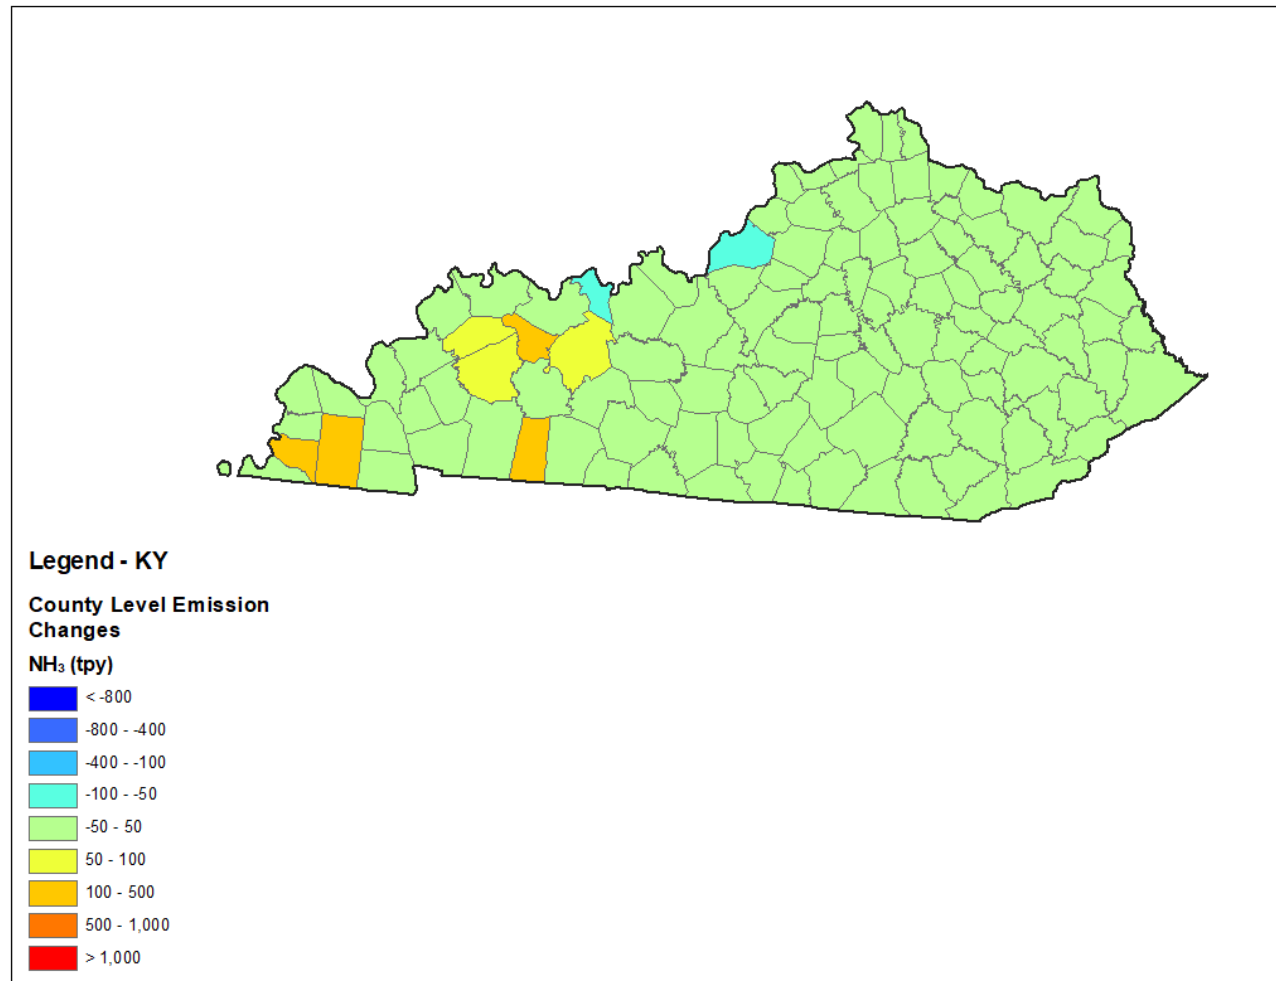 Legend - KY
County Level Emission
Changes
NH₃ (tpy)
< -800
-800 - -400
-400 - -100
-100 - -50
-50 - 50
50 - 100
100 - 500
500 - 1,000
> 1,000